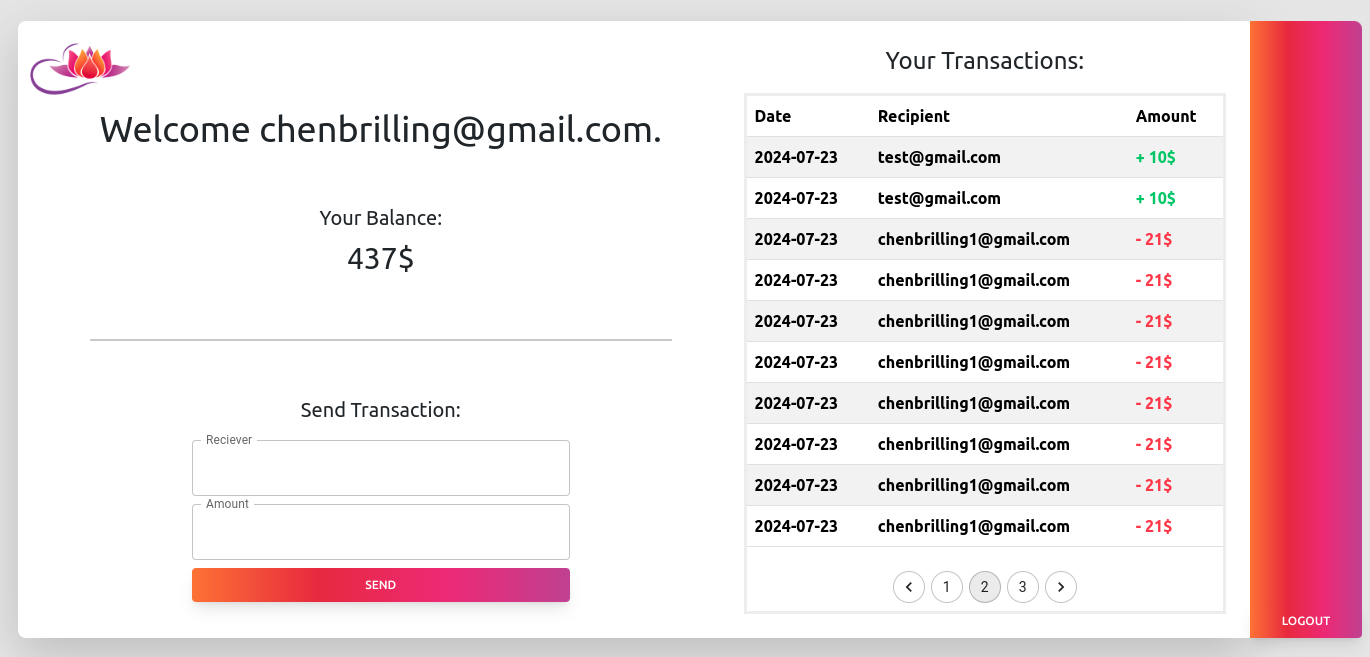 Welcome chenbrilling@gmail.com.
Your Balance:
437$
Send Transaction:
Reciever
Amount
SEND
Your Transactions:
Date Recipient Amount
2024-07-23 test@gmail.com + 10$
2024-07-23 test@gmail.com + 10$
2024-07-23 chenbrilling1@gmail.com - 21$
2024-07-23 chenbrilling1@gmail.com - 21$
2024-07-23 chenbrilling1@gmail.com - 21$
2024-07-23 chenbrilling1@gmail.com - 21$
2024-07-23 chenbrilling1@gmail.com - 21$
2024-07-23 chenbrilling1@gmail.com - 21$
2024-07-23 chenbrilling1@gmail.com - 21$
2024-07-23 chenbrilling1@gmail.com - 21$
1 2 3
LOGOUT